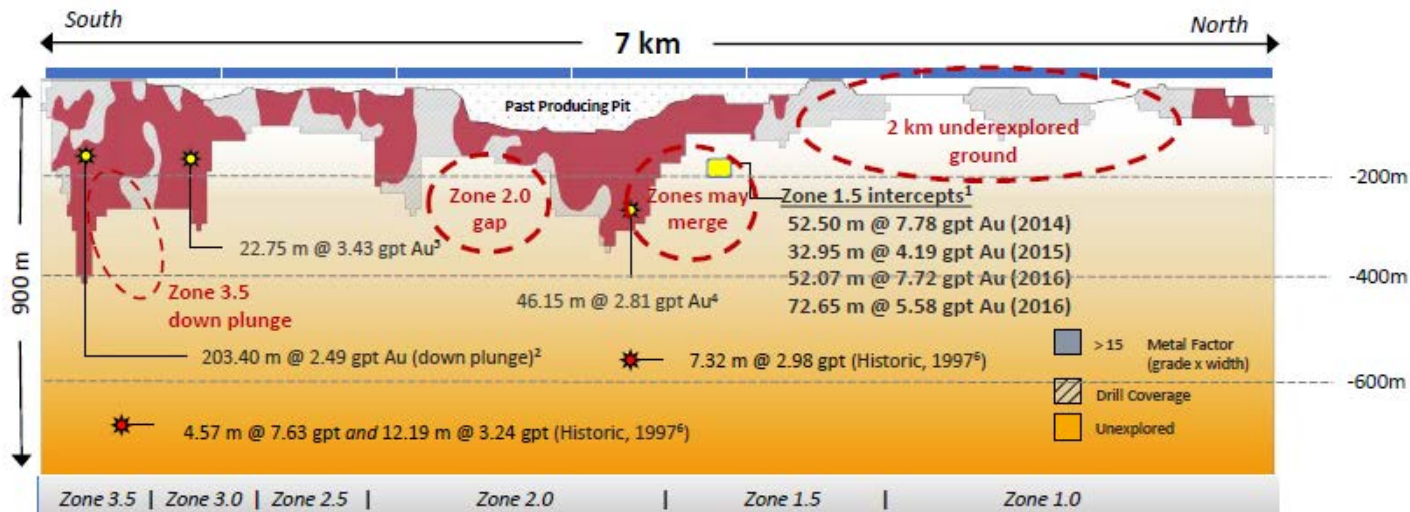 South
North
7 km
Past Producing Pit
2 km underexplored
ground
-200m
Zone 2.0
gap
Zones may
merge
Zone 1.5 intercepts¹
52.50 m @ 7.78 gpt Au (2014)
32.95 m @ 4.19 gpt Au (2015)
52.07 m @ 7.72 gpt Au (2016)
72.65 m @ 5.58 gpt Au (2016)
22.75 m @ 3.43 gpt Au³
-400m
900 m
Zone 3.5
down plunge
46.15 m @ 2.81 gpt Au⁴
203.40 m @ 2.49 gpt Au (down plunge)²
7.32 m @ 2.98 gpt (Historic, 1997⁶)
>15 Metal Factor
(grade x width)
-600m
Drill Coverage
Unexplored
4.57 m @ 7.63 gpt and 12.19 m @ 3.24 gpt (Historic, 1997⁶)
Zone 3.5 | Zone 3.0 | Zone 2.5 | Zone 2.0 | Zone 1.5 | Zone 1.0